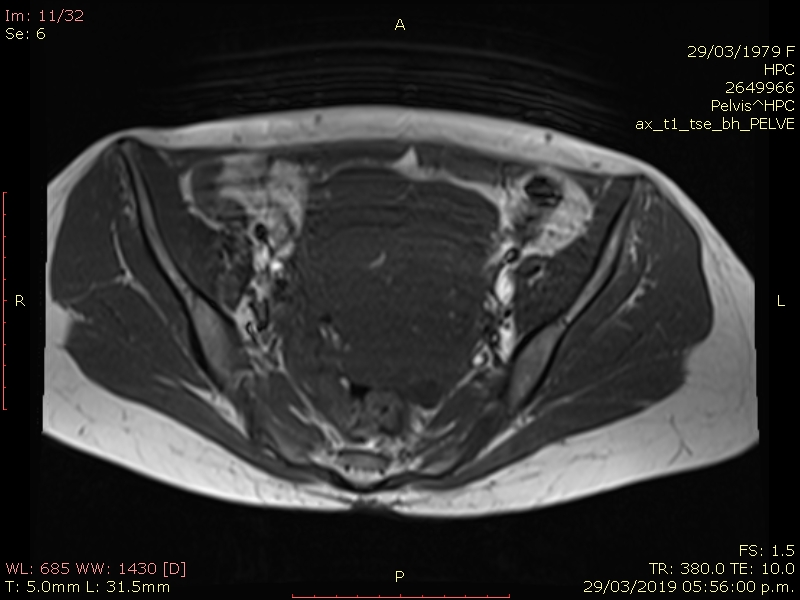 Im: 11/32
Se: 6
A
29/03/1979 F
HPC
2649966
Pelvis^HPC
ax_t1_tse_bh_PELVE
R
L
WL: 685 WW: 1430 [D]
T: 5.0mm L: 31.5mm
P
FS: 1.5
TR: 380.0 TE: 10.0
29/03/2019 05:56:00 p.m.